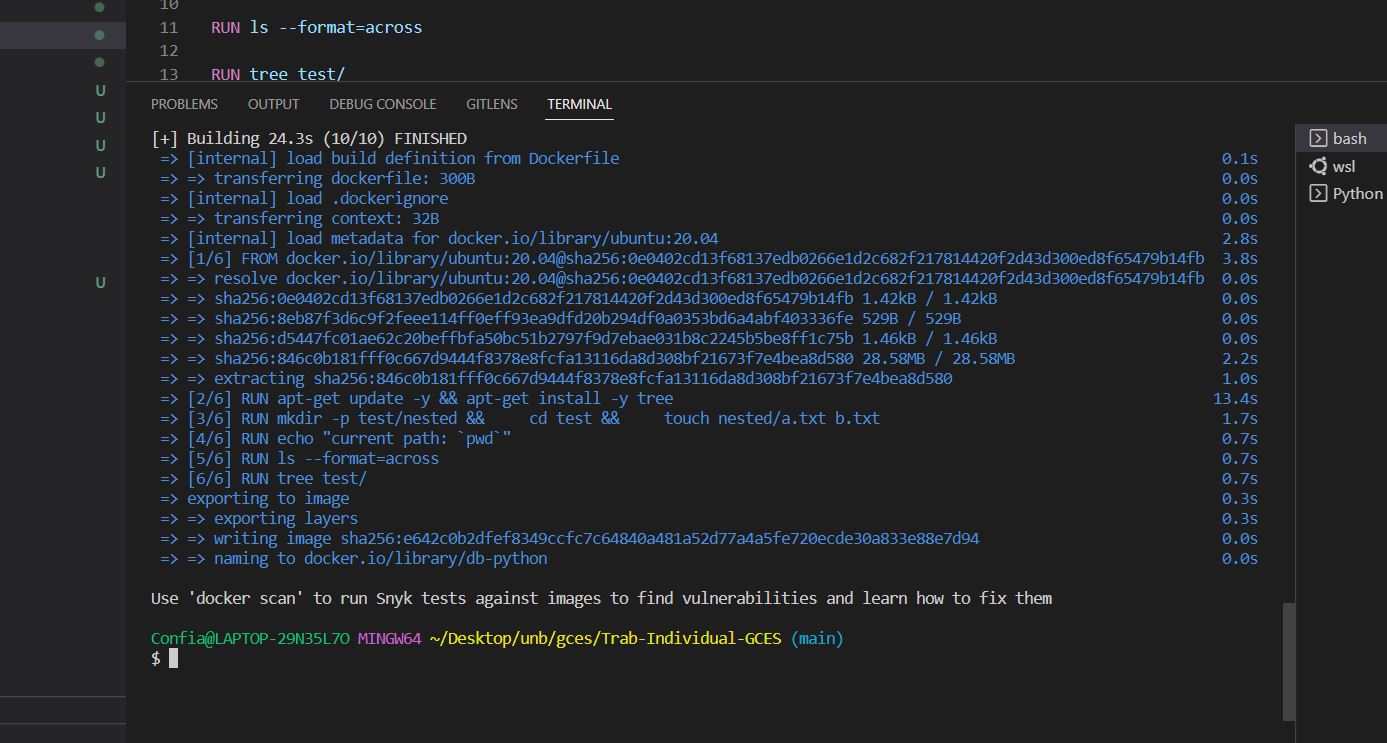 10
11 RUN ls --format=across
12
13 RUN tree test/
U
U
U
U
U
PROBLEMS OUTPUT DEBUG CONSOLE GITLENS TERMINAL
[+] Building 24.3s (10/10) FINISHED
=> [internal] load build definition from Dockerfile 0.1s
=> => transferring dockerfile: 300B 0.0s
=> [internal] load .dockerignore 0.0s
=> => transferring context: 32B 0.0s
=> [internal] load metadata for docker.io/library/ubuntu:20.04 2.8s
=> [1/6] FROM docker.io/library/ubuntu:20.04@sha256:0e0402cd13f68137edb0266e1d2c682f217814420f2d43d300ed8f65479b14fb 3.8s
=> => resolve docker.io/library/ubuntu:20.04@sha256:0e0402cd13f68137edb0266e1d2c682f217814420f2d43d300ed8f65479b14fb 0.0s
=> => sha256:0e0402cd13f68137edb0266e1d2c682f217814420f2d43d300ed8f65479b14fb 1.42kB / 1.42kB 0.0s
=> => sha256:8eb87f3d6c9f2feee114ff0eff93ea9dfd20b294df0a0353bd6a4abf403336fe 529B / 529B 0.0s
=> => sha256:d5447fc01ae62c20beffbfa50bc51b2797f9d7ebae031b8c2245b5be8ff1c75b 1.46kB / 1.46kB 0.0s
=> => sha256:846c0b181fff0c667d9444f8378e8fcfa13116da8d308bf21673f7e4bea8d580 28.58MB / 28.58MB 2.2s
=> => extracting sha256:846c0b181fff0c667d9444f8378e8fcfa13116da8d308bf21673f7e4bea8d580 1.0s
=> [2/6] RUN apt-get update -y && apt-get install -y tree 13.4s
=> [3/6] RUN mkdir -p test/nested &&     cd test &&     touch nested/a.txt b.txt 1.7s
=> [4/6] RUN echo "current path: `pwd`" 0.7s
=> [5/6] RUN ls --format=across 0.7s
=> [6/6] RUN tree test/ 0.7s
=> exporting to image 0.3s
=> => exporting layers 0.3s
=> => writing image sha256:e642c0b2dfef8349ccfc7c64840a481a52d77a4a5fe720ecde30a833e88e7d94 0.0s
=> => naming to docker.io/library/db-python 0.0s
Use 'docker scan' to run Snyk tests against images to find vulnerabilities and learn how to fix them
Confia@LAPTOP-29N35L7O MINGW64 ~/Desktop/unb/gces/Trab-Individual-GCES (main)
$
bash
wsl
Python